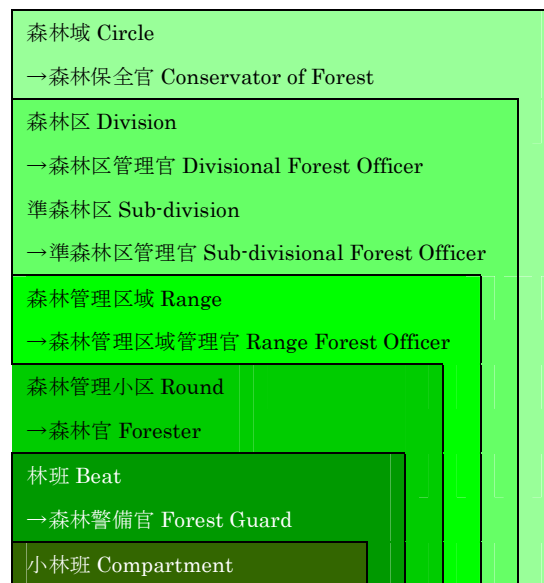 森林域 Circle
→森林保全官 Conservator of Forest
森林区 Division
→森林区管理官 Divisional Forest Officer
準森林区 Sub-division
→準森林区管理官 Sub-divisional Forest Officer
森林管理区域 Range
→森林管理区域管理官 Range Forest Officer
森林管理小区 Round
→森林官 Forester
林班 Beat
→森林警備官 Forest Guard
小林班 Compartment